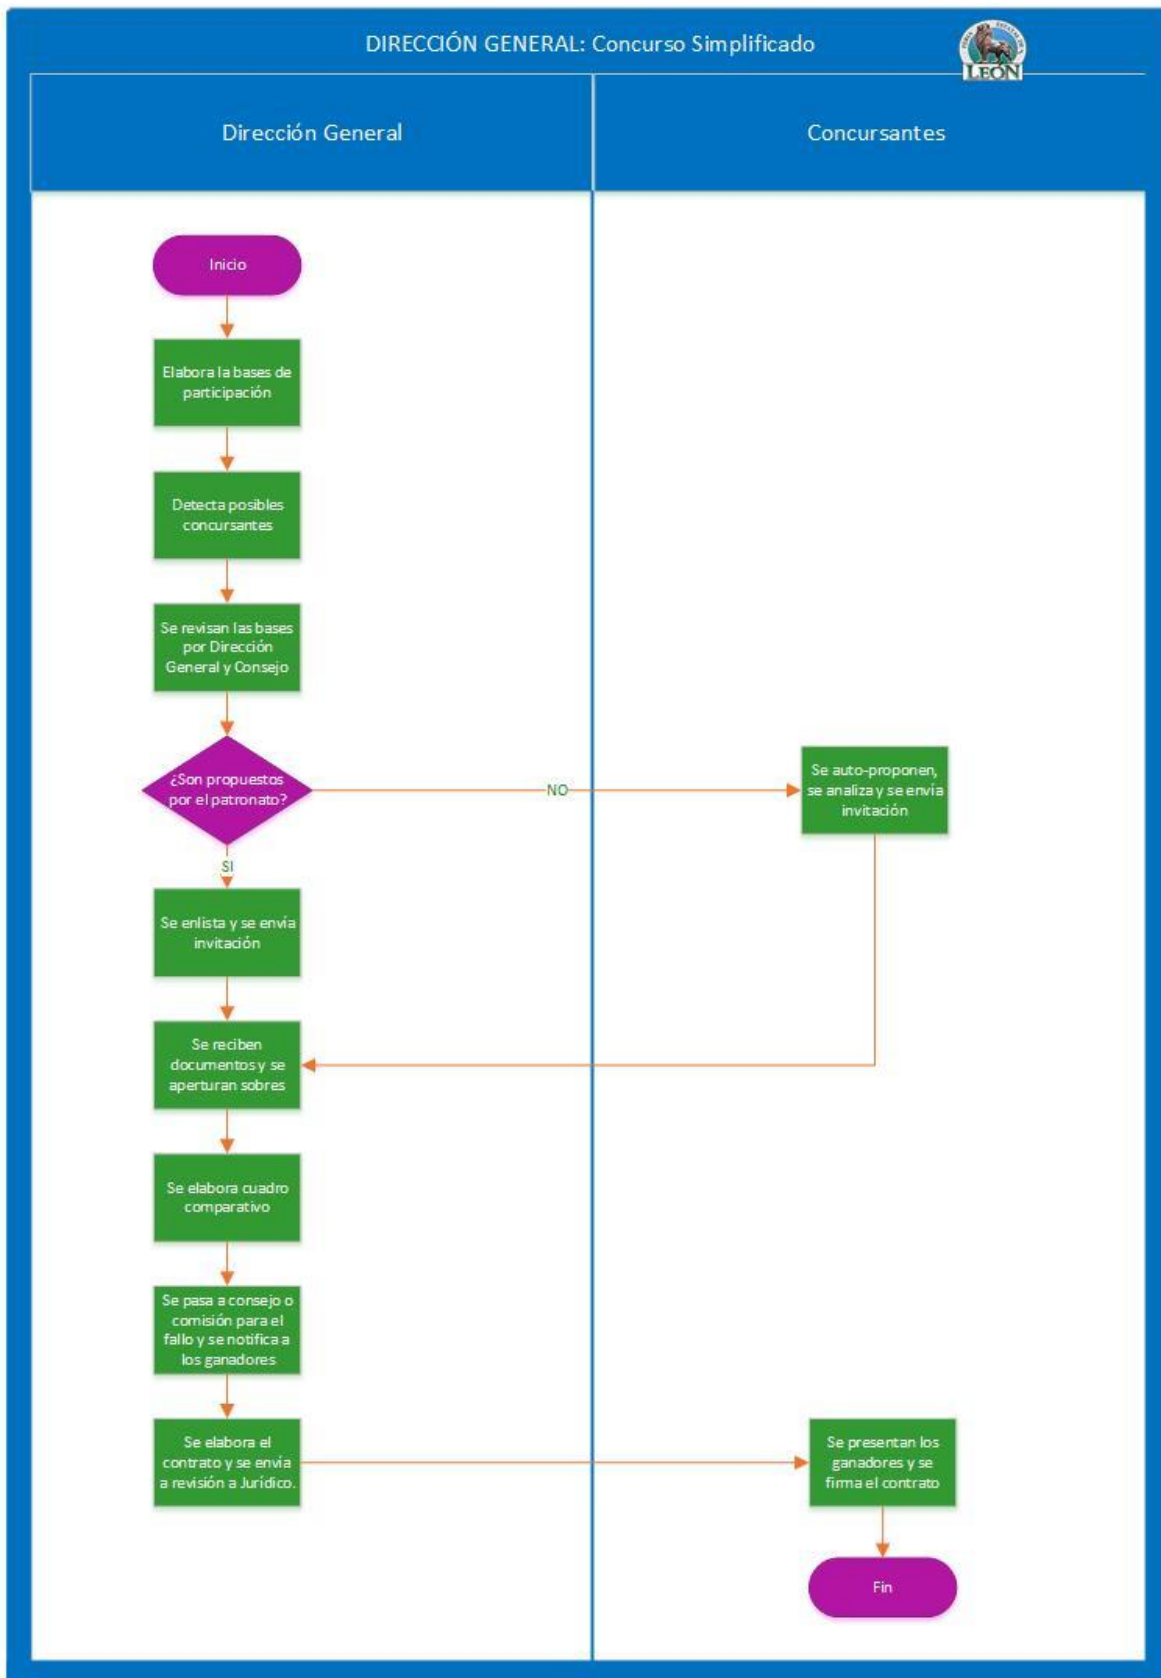 DIRECCIÓN GENERAL: Concurso Simplificado
LEÓN
Dirección General
Concursantes
Inicio
Elabora la bases de
participación
Detecta posibles
concursantes
Se revisan las bases
por Dirección
General y Consejo
¿Son propuestos
por el patronato?
NO
Se auto-proponen,
se analiza y se envía
invitación
SI
Se enlista y se envía
invitación
Se reciben
documentos y se
aperturan sobres
Se elabora cuadro
comparativo
Se pasa a consejo o
comisión para el
fallo y se notifica a
los ganadores
Se elabora el
contrato y se envía
a revisión a Jurídico.
Se presentan los
ganadores y se
firma el contrato
Fin